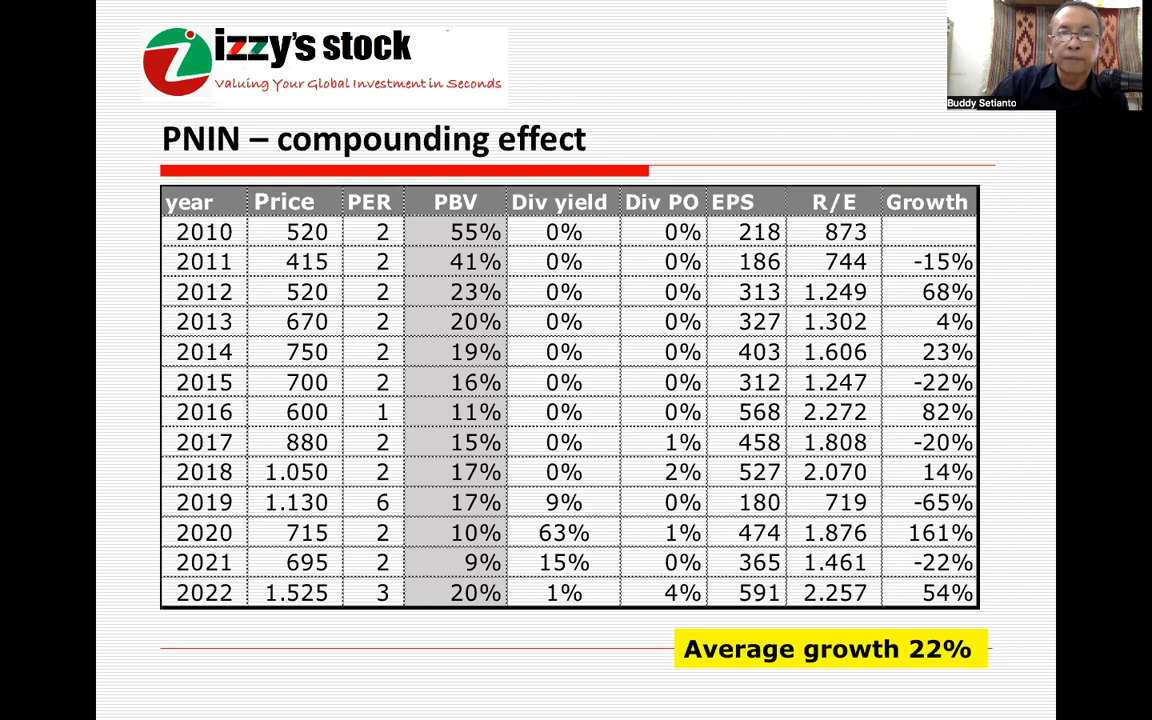 izzy's stock
Valuing Your Global Investment in Seconds
Buddy Setianto
PNIN – compounding effect
year Price PER PBV Div yield Div PO EPS R/E Growth
2010 520 2 55% 0% 0% 218 873
2011 415 2 41% 0% 0% 186 744 -15%
2012 520 2 23% 0% 0% 313 1.249 68%
2013 670 2 20% 0% 0% 327 1.302 4%
2014 750 2 19% 0% 0% 403 1.606 23%
2015 700 2 16% 0% 0% 312 1.247 -22%
2016 600 1 11% 0% 0% 568 2.272 82%
2017 880 2 15% 0% 1% 458 1.808 -20%
2018 1.050 2 17% 0% 2% 527 2.070 14%
2019 1.130 6 17% 9% 0% 180 719 -65%
2020 715 2 10% 63% 1% 474 1.876 161%
2021 695 2 9% 15% 0% 365 1.461 -22%
2022 1.525 3 20% 1% 4% 591 2.257 54%
Average growth 22%